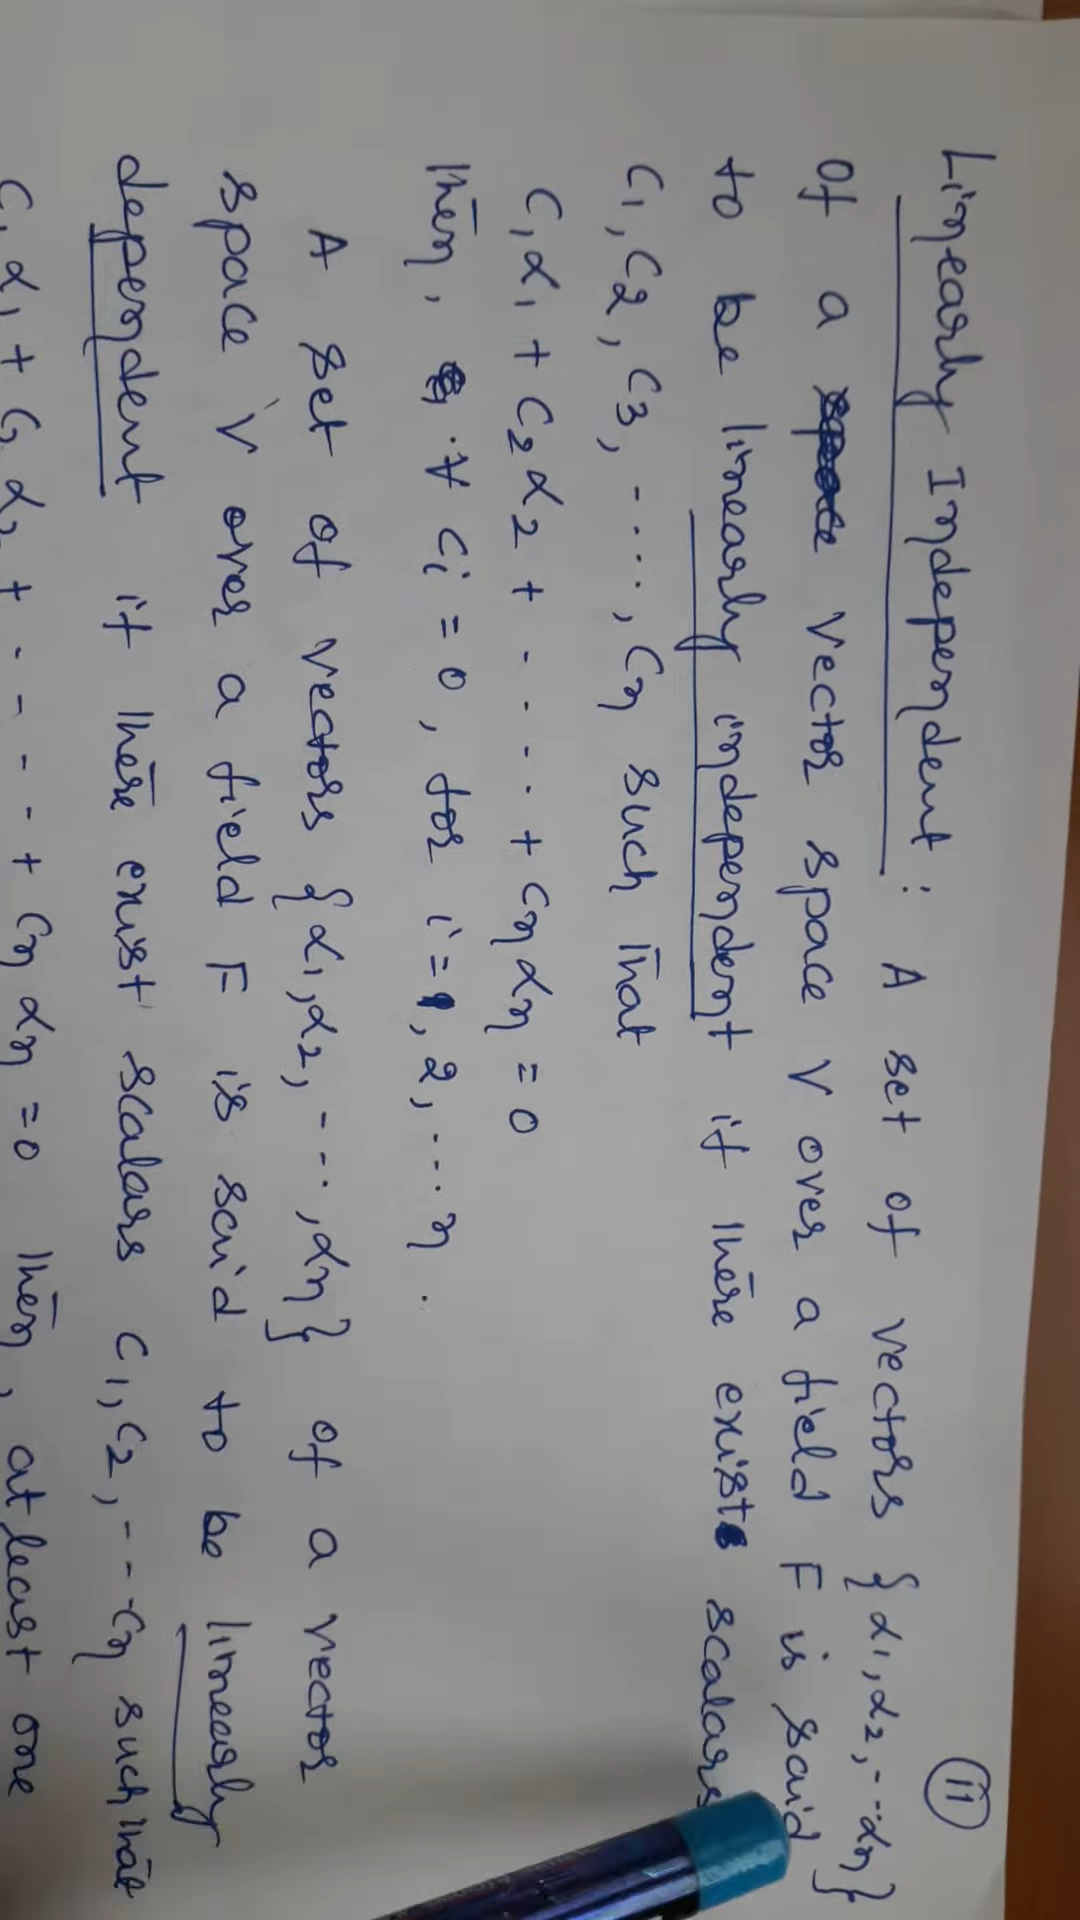 11
Linearly Independent : A set of vectors {α1, α2, --αn}
of a vector space V over a field F is said
to be linearly independent if there exist scalars
C1, C2, C3, -..., Cn such that
C1α1 + C2α2 + - - - - + Cnαn = 0
Then, ∀ Ci = 0, for i = 1, 2, ... n.
A set of vectors {α1, α2, -..., αn} of a vector
space V over a field F is said to be linearly
dependent if there exist scalars C1, C2, --Cn such that
C1α1 + C2α2 + - - - - + Cnαn = 0 Then, at least one